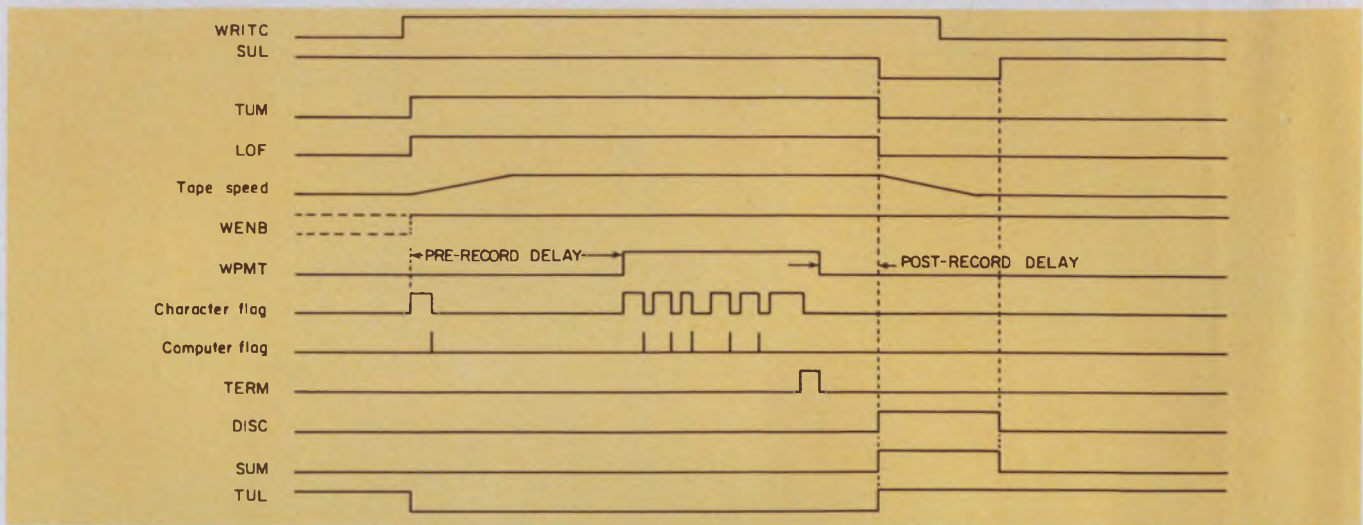 WRITC
SUL
TUM
LOF
Tape speed
WENB
PRE-RECORD DELAY
WPMT
POST-RECORD DELAY
Character flag
Computer flag
TERM
DISC
SUM
TUL